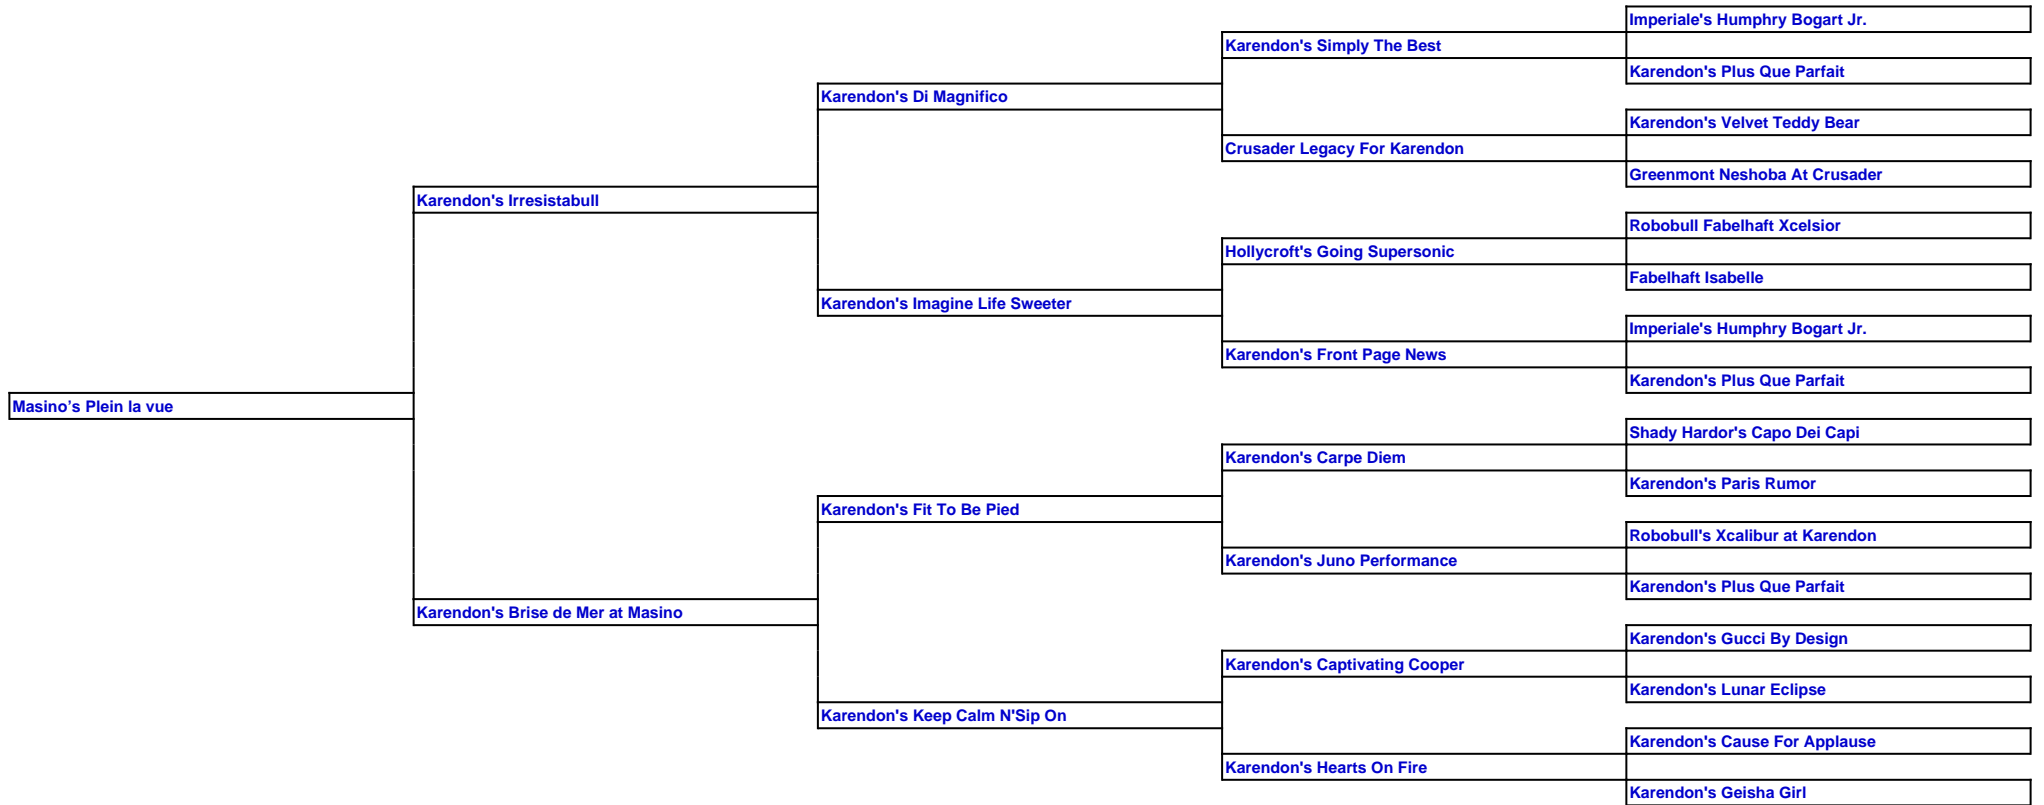 Imperiale's Humphry Bogart Jr.
Karendon's Simply The Best
Karendon's Plus Que Parfait
Karendon's Di Magnifico
Karendon's Velvet Teddy Bear
Crusader Legacy For Karendon
Greenmont Neshoba At Crusader
Karendon's Irresistabull
Robobull Fabelhaft Xcelsior
Hollycroft's Going Supersonic
Fabelhaft Isabelle
Karendon's Imagine Life Sweeter
Imperiale's Humphry Bogart Jr.
Karendon's Front Page News
Karendon's Plus Que Parfait
Masino’s Plein la vue
Shady Hardor's Capo Dei Capi
Karendon's Carpe Diem
Karendon's Paris Rumor
Karendon's Fit To Be Pied
Robobull's Xcalibur at Karendon
Karendon's Juno Performance
Karendon's Plus Que Parfait
Karendon's Brise de Mer at Masino
Karendon's Gucci By Design
Karendon's Captivating Cooper
Karendon's Lunar Eclipse
Karendon's Keep Calm N'Sip On
Karendon's Cause For Applause
Karendon's Hearts On Fire
Karendon's Geisha Girl